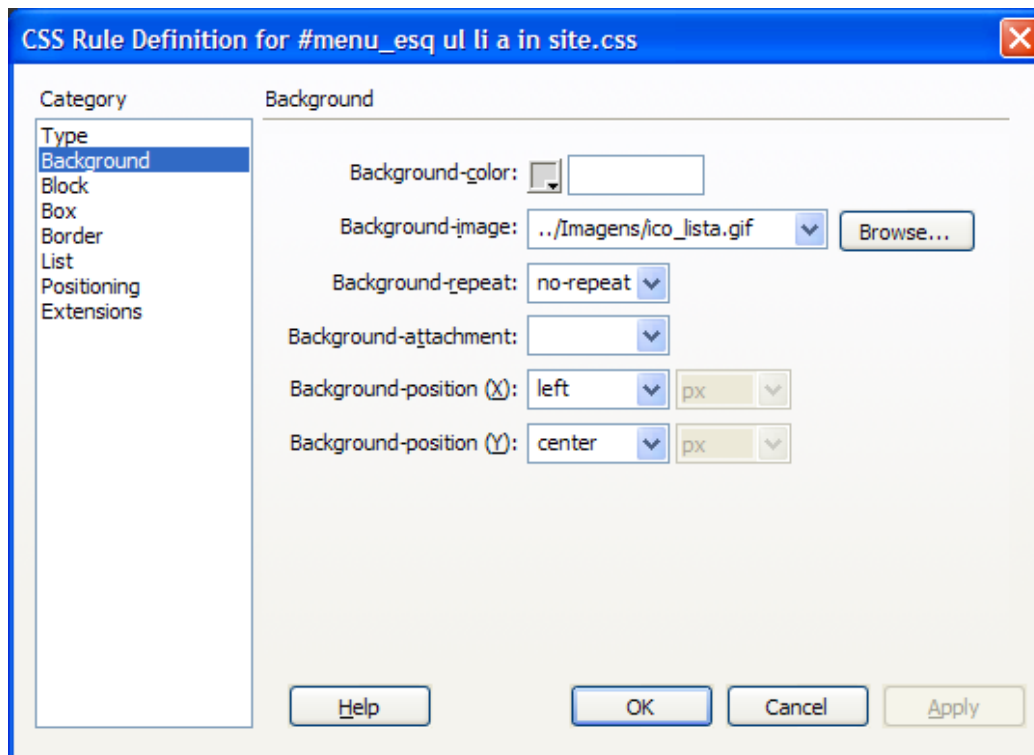 CSS Rule Definition for #menu_esq ul li a in site.css
Category
Type
Background
Block
Box
Border
List
Positioning
Extensions
Background
Background-color:
Background-image: ../Imagens/ico_lista.gif Browse...
Background-repeat: no-repeat
Background-attachment:
Background-position (X): left px
Background-position (Y): center px
Help OK Cancel Apply